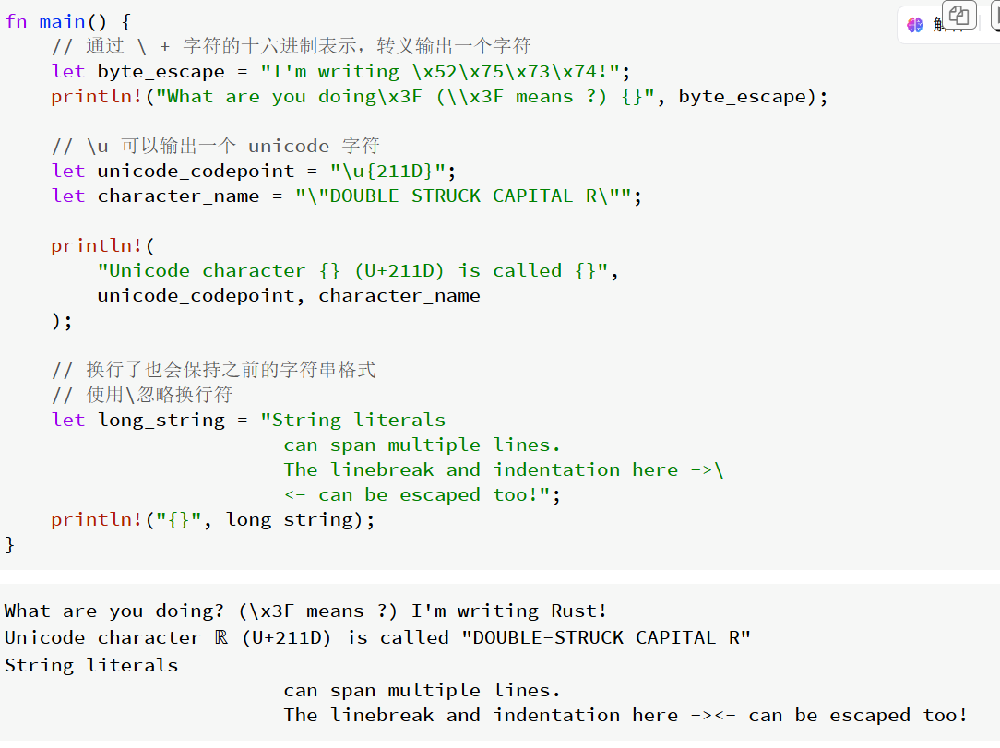 fn main() {
    // 通过 \ + 字符的十六进制表示，转义输出一个字符
    let byte_escape = "I'm writing \x52\x75\x73\x74!";
    println!("What are you doing\x3F (\\x3F means ?) {}", byte_escape);

    // \u 可以输出一个 unicode 字符
    let unicode_codepoint = "\u{211D}";
    let character_name = "\"DOUBLE-STRUCK CAPITAL R\"";

    println!(
        "Unicode character {} (U+211D) is called {}",
        unicode_codepoint, character_name
    );

    // 换行了也会保持之前的字符串格式
    // 使用\忽略换行符
    let long_string = "String literals
                        can span multiple lines.
                        The linebreak and indentation here ->\
                        <- can be escaped too!";
    println!("{}", long_string);
}

What are you doing? (\x3F means ?) I'm writing Rust!
Unicode character ℝ (U+211D) is called "DOUBLE-STRUCK CAPITAL R"
String literals
                        can span multiple lines.
                        The linebreak and indentation here -><- can be escaped too!